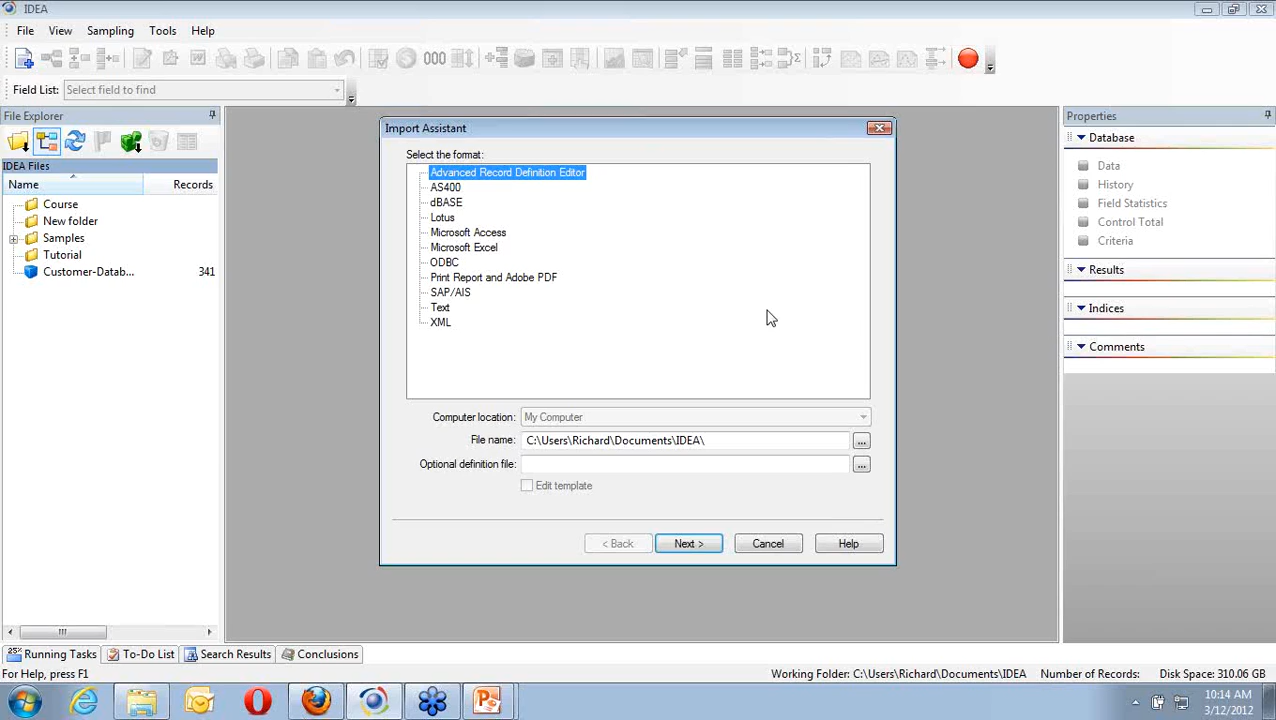 IDEA
File View Sampling Tools Help
Field List: Select field to find
File Explorer
IDEA Files
Name Records
Course
New folder
Samples
Tutorial
Customer-Datab... 341
Import Assistant
Select the format:
Advanced Record Definition Editor
AS400
dBASE
Lotus
Microsoft Access
Microsoft Excel
ODBC
Print Report and Adobe PDF
SAP/AIS
Text
XML
Computer location: My Computer
File name: C:\Users\Richard\Documents\IDEA\
...
Optional definition file:
...
Edit template
< Back Next > Cancel Help
Properties
Database
Data
History
Field Statistics
Control Total
Criteria
Results
Indices
Comments
Running Tasks To-Do List Search Results Conclusions
For Help, press F1
Working Folder: C:\Users\Richard\Documents\IDEA Number of Records: Disk Space: 310.06 GB
10:14 AM
3/12/2012